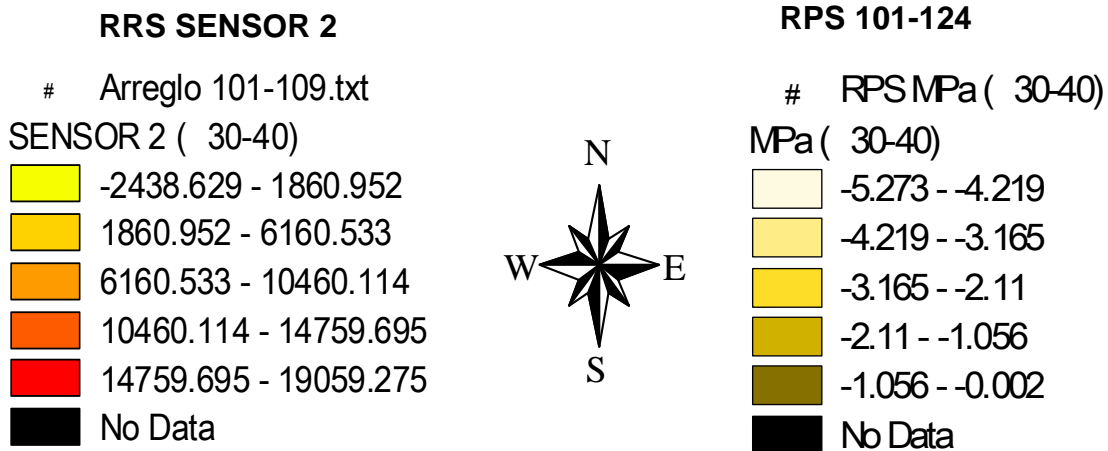 RRS SENSOR 2
# Arreglo 101-109.txt
SENSOR 2 ( 30-40)
-2438.629 - 1860.952
1860.952 - 6160.533
6160.533 - 10460.114
10460.114 - 14759.695
14759.695 - 19059.275
No Data
N
W E
S
RPS 101-124
# RPS MPa ( 30-40)
MPa ( 30-40)
-5.273 - -4.219
-4.219 - -3.165
-3.165 - -2.11
-2.11 - -1.056
-1.056 - -0.002
No Data